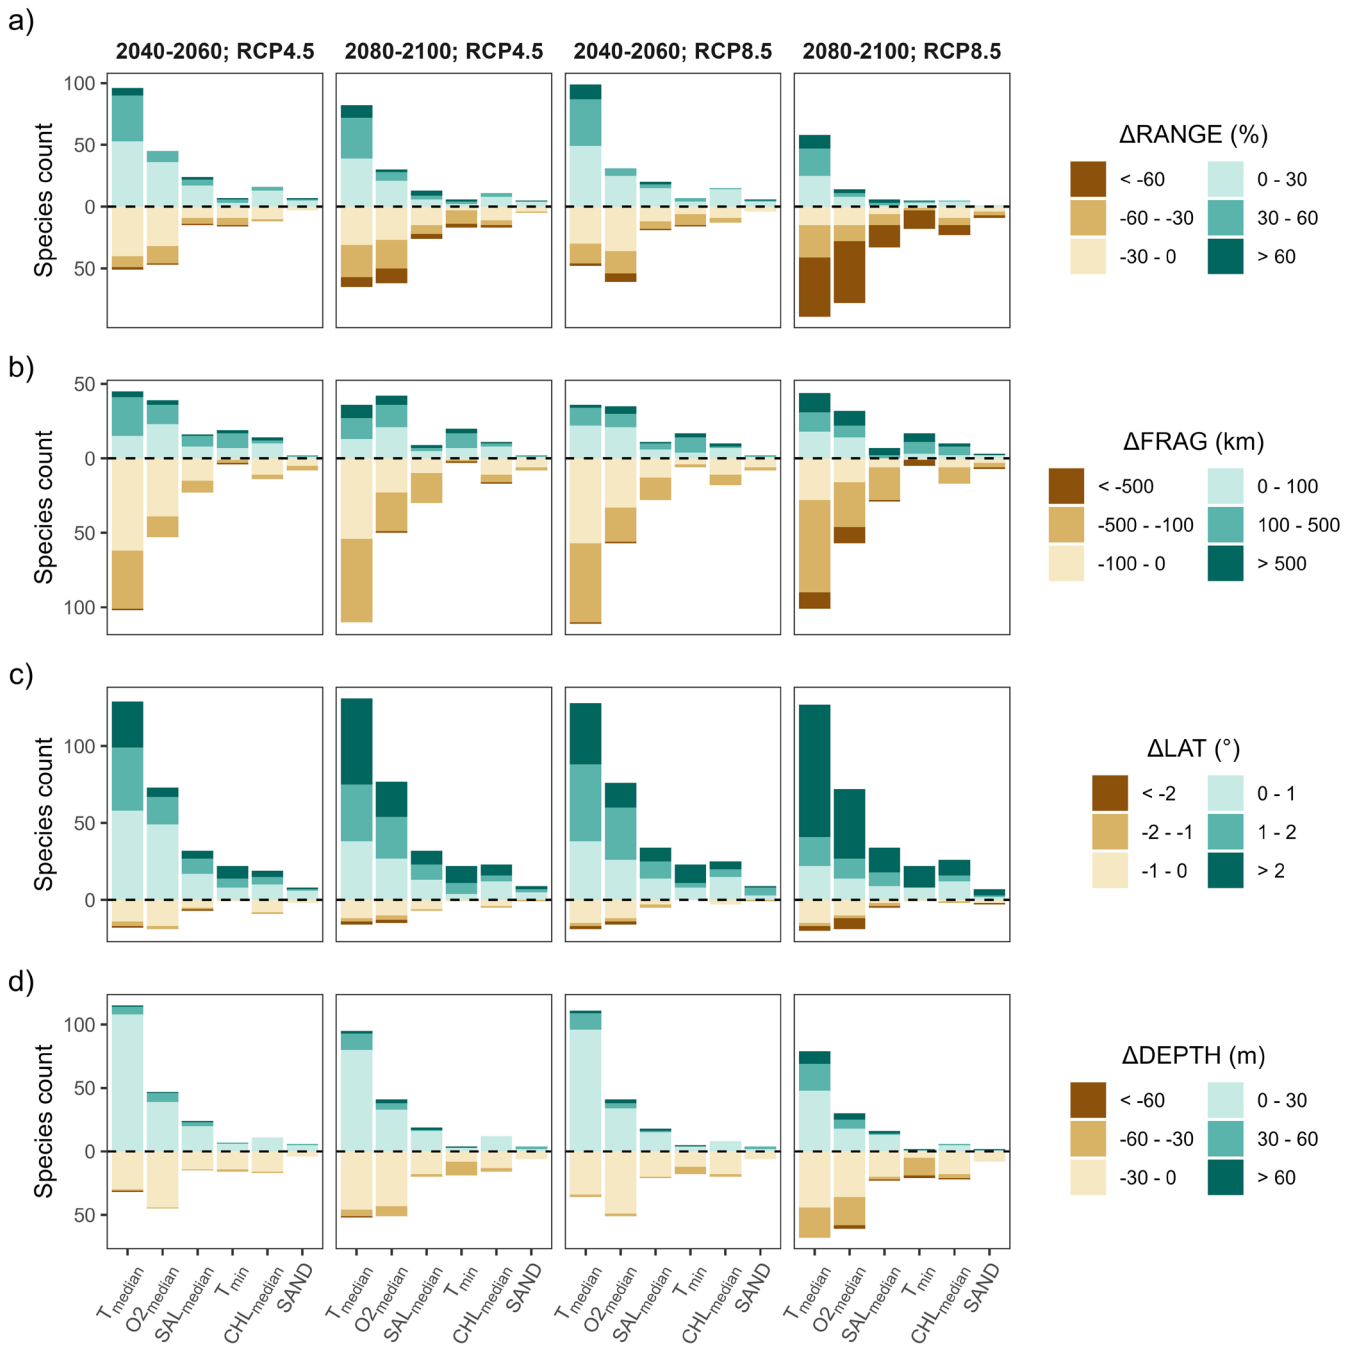 a)
2040-2060; RCP4.5
2080-2100; RCP4.5
2040-2060; RCP8.5
2080-2100; RCP8.5
Species count
100
50
0
50
ΔRANGE (%)
< -60
0 - 30
-60 - -30
30 - 60
-30 - 0
> 60
b)
Species count
50
0
50
100
ΔFRAG (km)
< -500
0 - 100
-500 - -100
100 - 500
-100 - 0
> 500
c)
Species count
100
50
0
ΔLAT (°)
< -2
0 - 1
-2 - -1
1 - 2
-1 - 0
> 2
d)
Species count
100
50
0
50
ΔDEPTH (m)
< -60
0 - 30
-60 - -30
30 - 60
-30 - 0
> 60
Tmedian
O2median
SALmedian
Tmin
CHLmedian
SAND
Tmedian
O2median
SALmedian
Tmin
CHLmedian
SAND
Tmedian
O2median
SALmedian
Tmin
CHLmedian
SAND
Tmedian
O2median
SALmedian
Tmin
CHLmedian
SAND